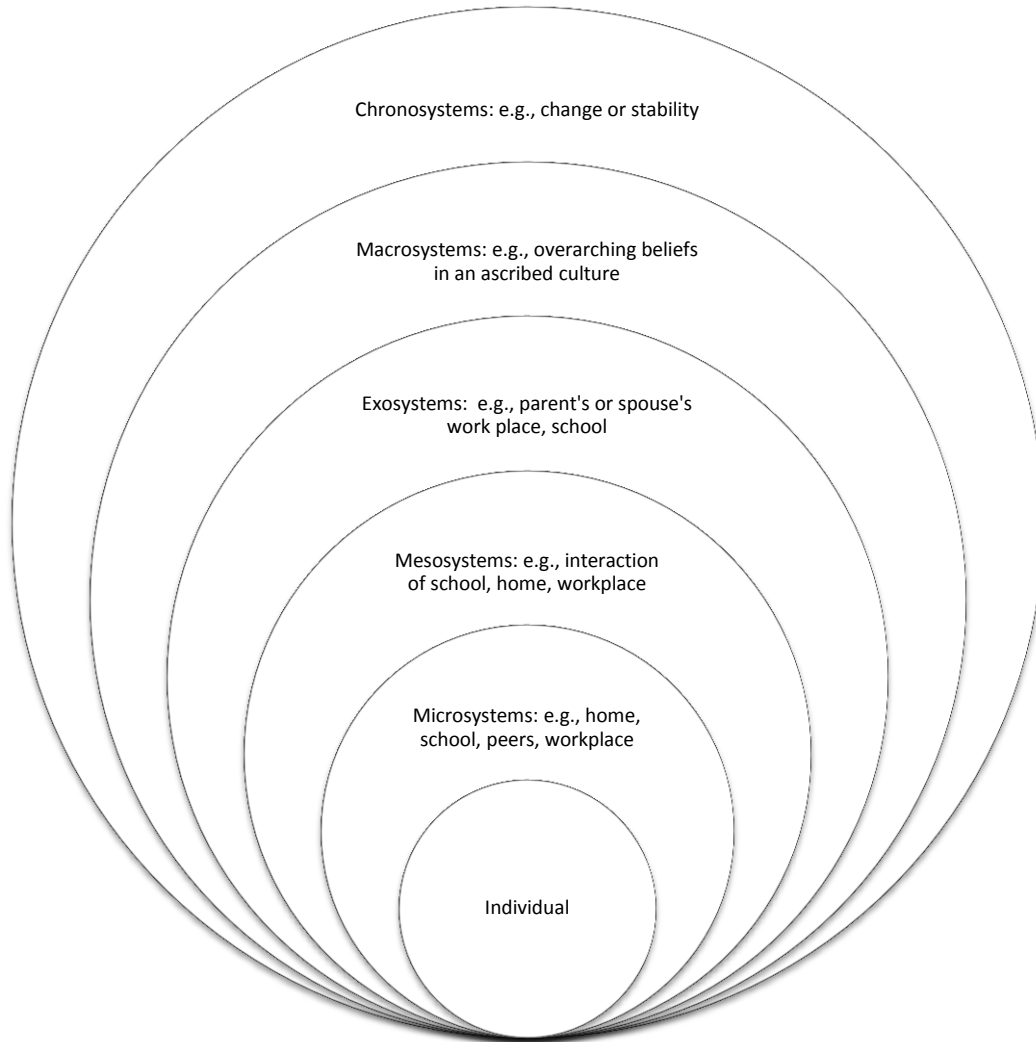 Chronosystems: e.g., change or stability
Macrosystems: e.g., overarching beliefs
in an ascribed culture
Exosystems:  e.g., parent's or spouse's
work place, school
Mesosystems: e.g., interaction
of school, home, workplace
Microsystems: e.g., home,
school, peers, workplace
Individual